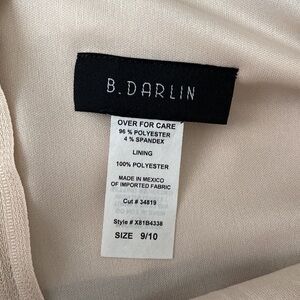 B.DARLIN
OVER FOR CARE
96 % POLYESTER
4 % SPANDEX
LINING
100% POLYESTER
MADE IN MEXICO
OF IMPORTED FABRIC
Cut # 34819
Style # X81B4338
SIZE 9/10